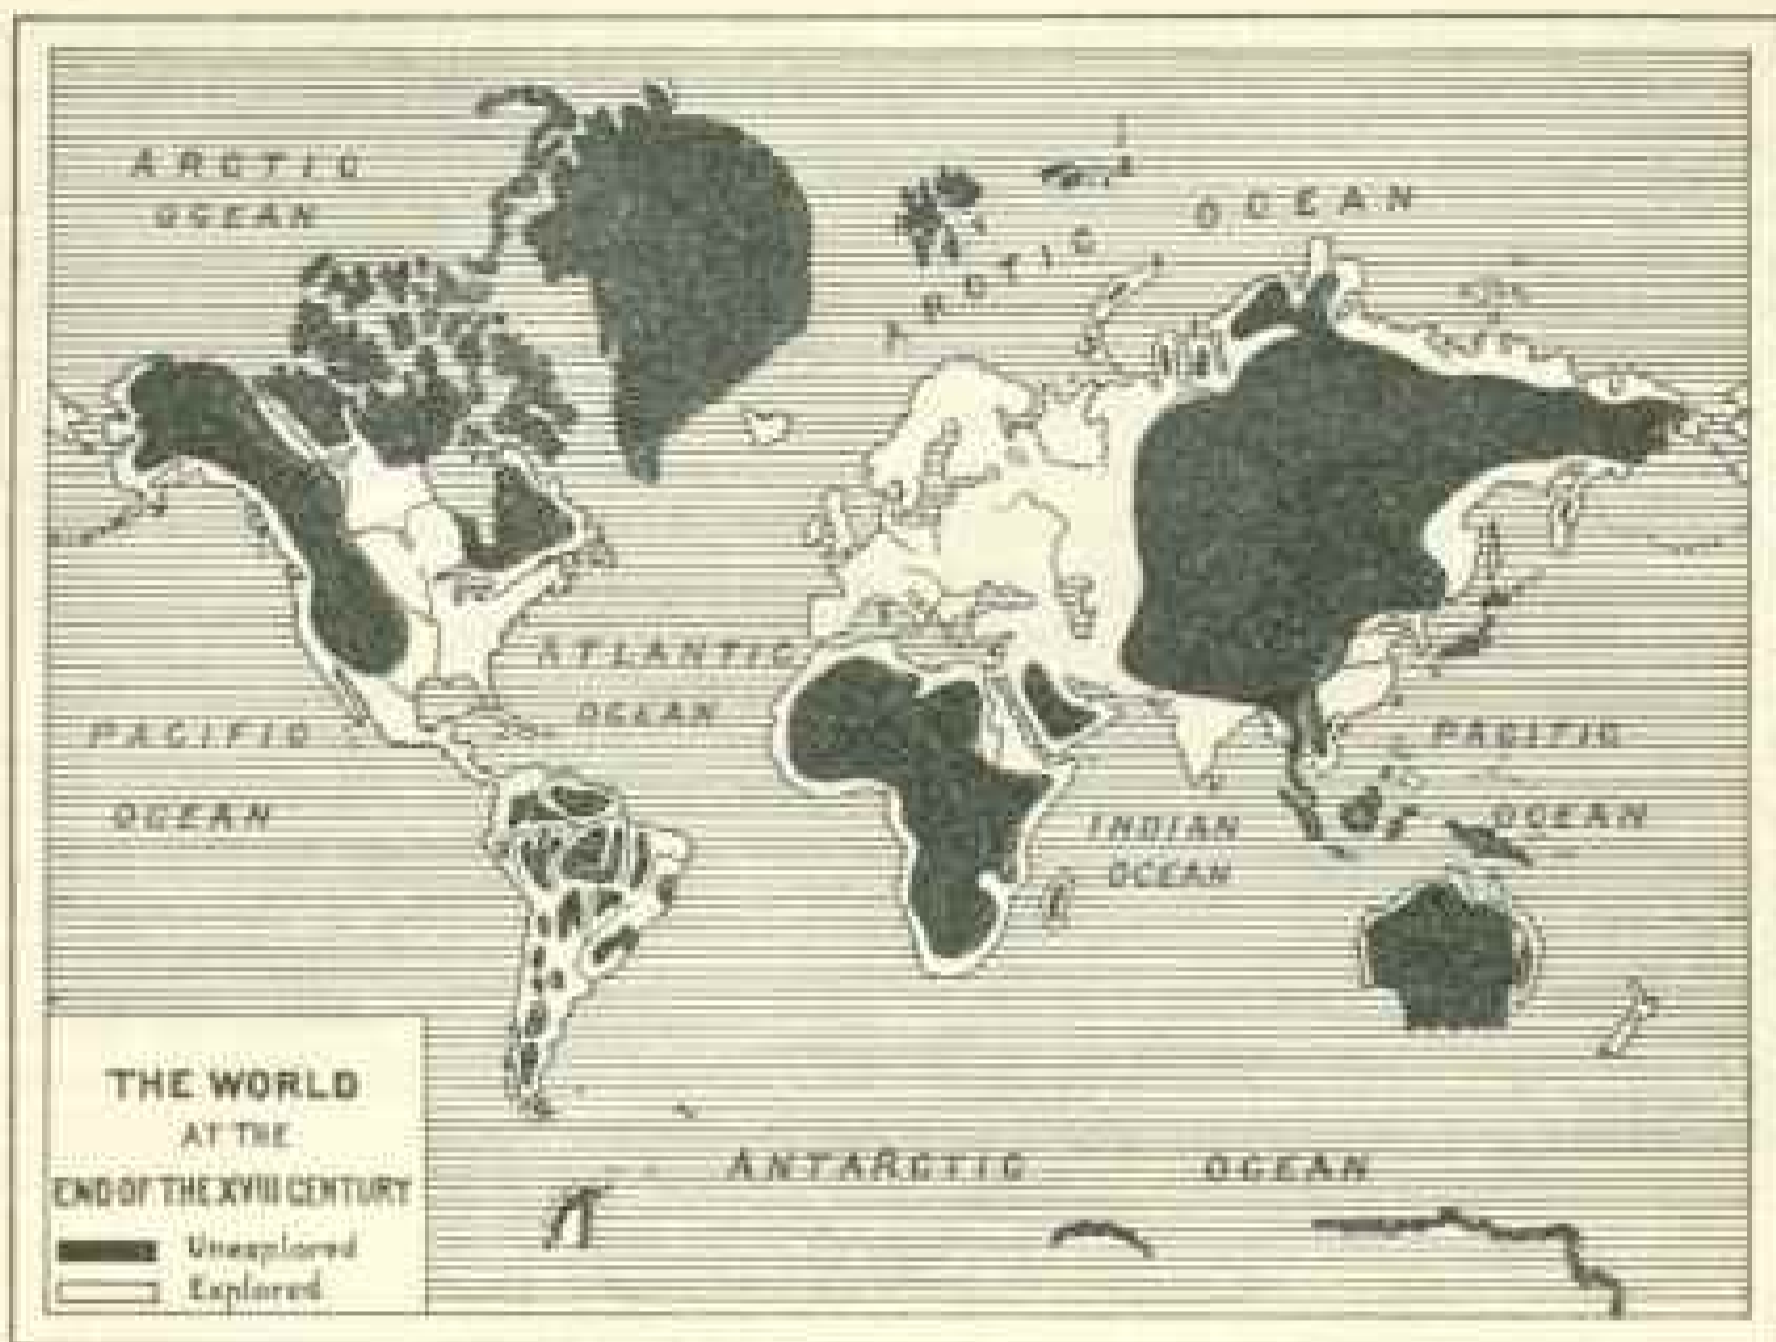 ARCTIC
OCEAN
ARCTIC OCEAN
ATLANTIC
OCEAN
PACIFIC
OCEAN
PACIFIC
OCEAN
INDIAN
OCEAN
ANTARCTIC OCEAN
THE WORLD
AT THE
END OF THE XVIII CENTURY
Unexplored
Explored